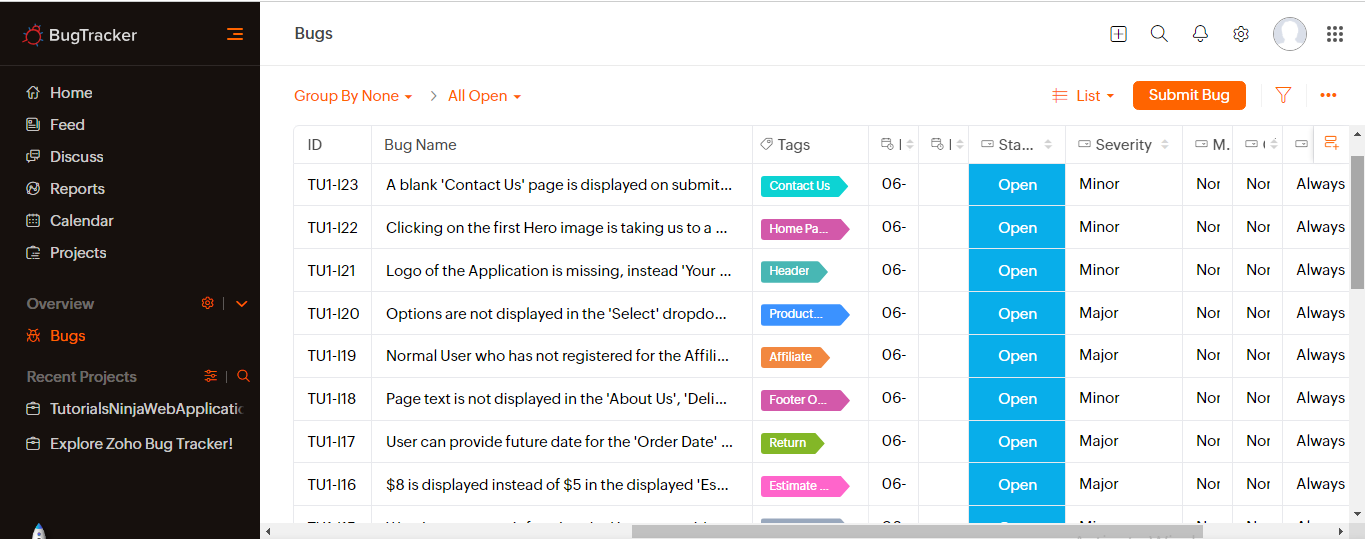 BugTracker
Home
Feed
Discuss
Reports
Calendar
Projects
Overview
Bugs
Recent Projects
TutorialsNinjaWebApplicatio
Explore Zoho Bug Tracker!
Bugs
Group By None > All Open List Submit Bug
ID Bug Name Tags Sta... Severity
TU1-I23 A blank 'Contact Us' page is displayed on submit... Contact Us 06- Open Minor Nor Nor Always
TU1-I22 Clicking on the first Hero image is taking us to a ... Home Pa... 06- Open Minor Nor Nor Always
TU1-I21 Logo of the Application is missing, instead 'Your ... Header 06- Open Minor Nor Nor Always
TU1-I20 Options are not displayed in the 'Select' dropdo... Product... 06- Open Major Nor Nor Always
TU1-I19 Normal User who has not registered for the Affili... Affiliate 06- Open Major Nor Nor Always
TU1-I18 Page text is not displayed in the 'About Us', 'Deli... Footer O... 06- Open Minor Nor Nor Always
TU1-I17 User can provide future date for the 'Order Date' ... Return 06- Open Major Nor Nor Always
TU1-I16 $8 is displayed instead of $5 in the displayed 'Es... Estimate ... 06- Open Major Nor Nor Always